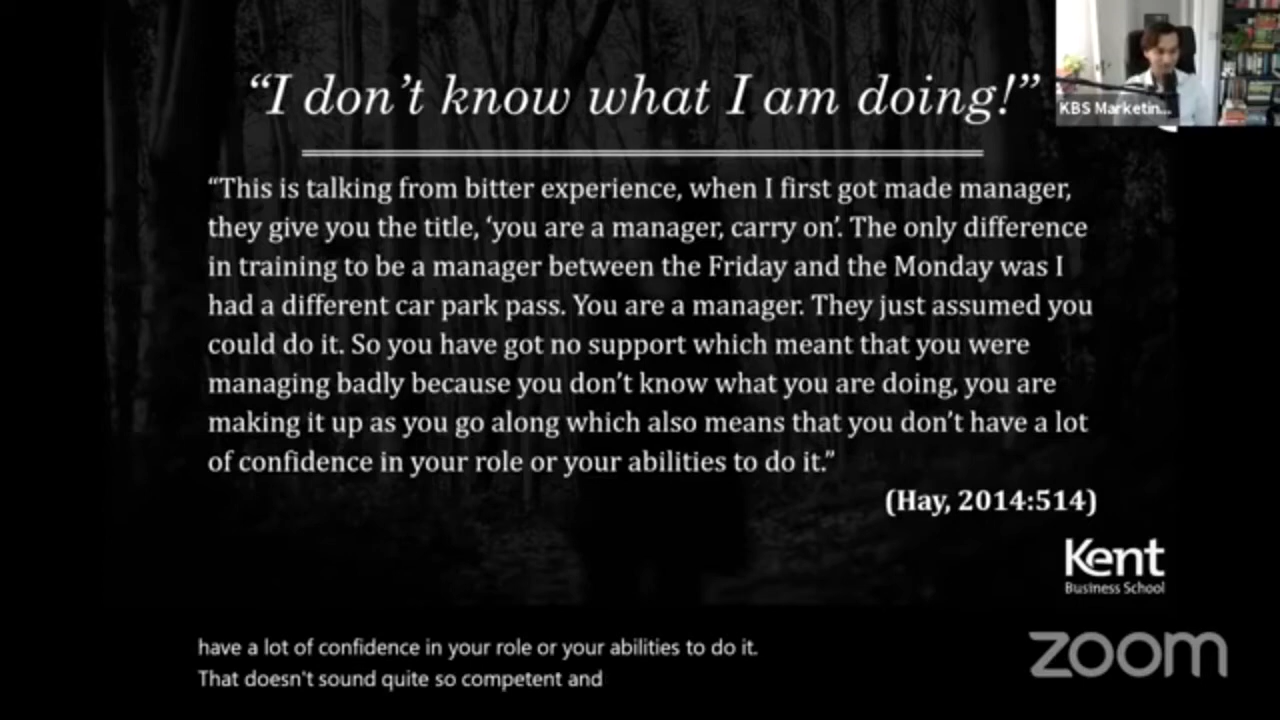 “I don’t know what I am doing!”
KBS Marketin...
“This is talking from bitter experience, when I first got made manager,
they give you the title, ‘you are a manager, carry on’. The only difference
in training to be a manager between the Friday and the Monday was I
had a different car park pass. You are a manager. They just assumed you
could do it. So you have got no support which meant that you were
managing badly because you don’t know what you are doing, you are
making it up as you go along which also means that you don’t have a lot
of confidence in your role or your abilities to do it.”
(Hay, 2014:514)
Kent
Business School
have a lot of confidence in your role or your abilities to do it.
That doesn't sound quite so competent and
zoom